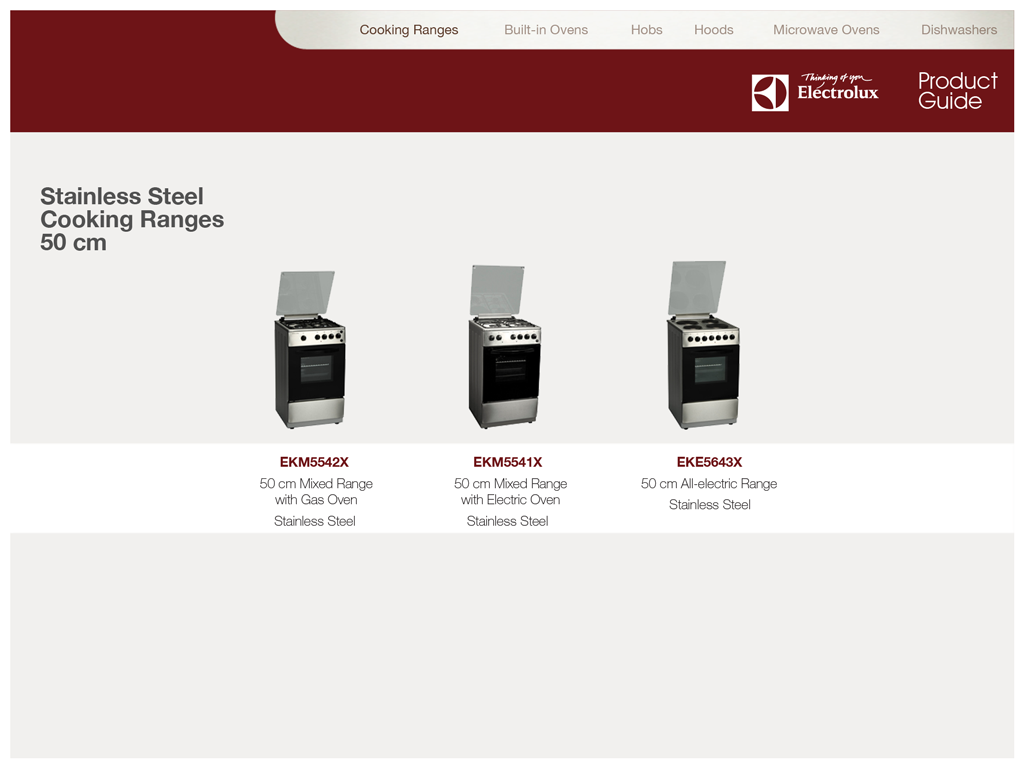 Cooking Ranges Built-in Ovens Hobs Hoods Microwave Ovens Dishwashers
Thinking of you
Electrolux
Product
Guide
Stainless Steel
Cooking Ranges
50 cm
EKM5542X
50 cm Mixed Range
with Gas Oven
Stainless Steel
EKM5541X
50 cm Mixed Range
with Electric Oven
Stainless Steel
EKE5643X
50 cm All-electric Range
Stainless Steel